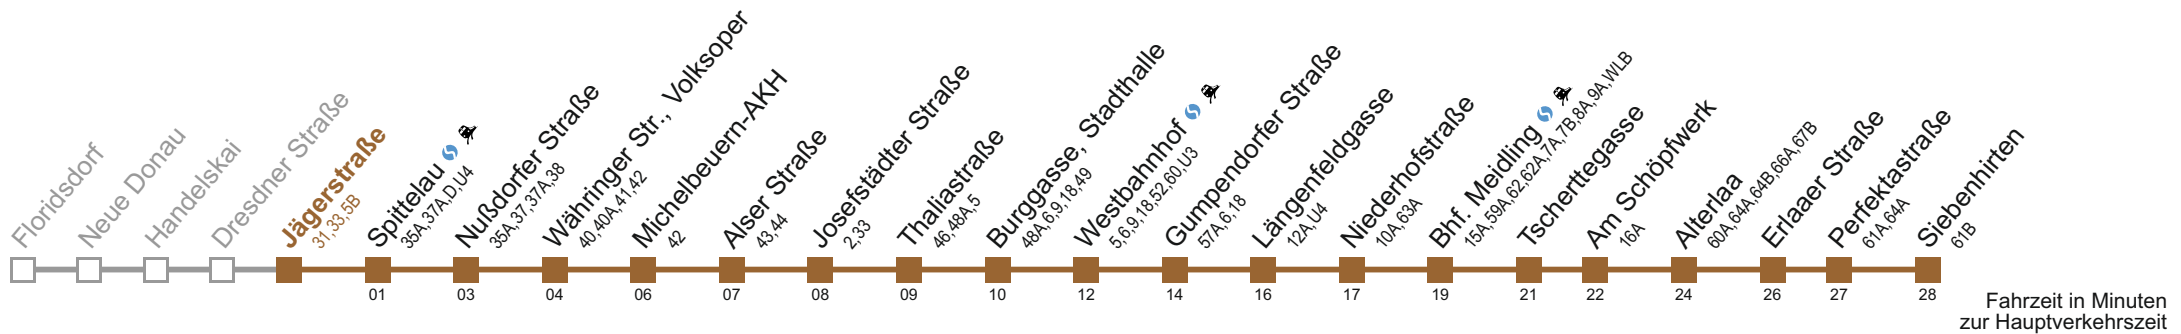 Floridsdorf
Neue Donau
Handelskai
Dresdner Straße
Jägerstraße
31,33,5B
Spittelau
35A,37A,D,U4
01
Nußdorfer Straße
35A,37,37A,38
03
Währinger Str., Volksoper
40,40A,41,42
04
Michelbeuern-AKH
42
06
Alser Straße
43,44
07
Josefstädter Straße
2,33
08
Thaliastraße
46,48A,5
09
Burggasse, Stadthalle
48A,6,9,18,49
10
Westbahnhof
5,6,9,18,52,60,U3
12
Gumpendorfer Straße
57A,6,18
14
Längenfeldgasse
12A,U4
16
Niederhofstraße
10A,63A
17
Bhf. Meidling
15A,59A,62,62A,7A,7B,8A,9A,WLB
19
Tscherttegasse
21
Am Schöpfwerk
16A
22
Alterlaa
60A,64A,64B,66A,67B
24
Erlaaer Straße
26
Perfektastraße
61A,64A
27
Siebenhirten
61B
28
Fahrzeit in Minuten
zur Hauptverkehrszeit